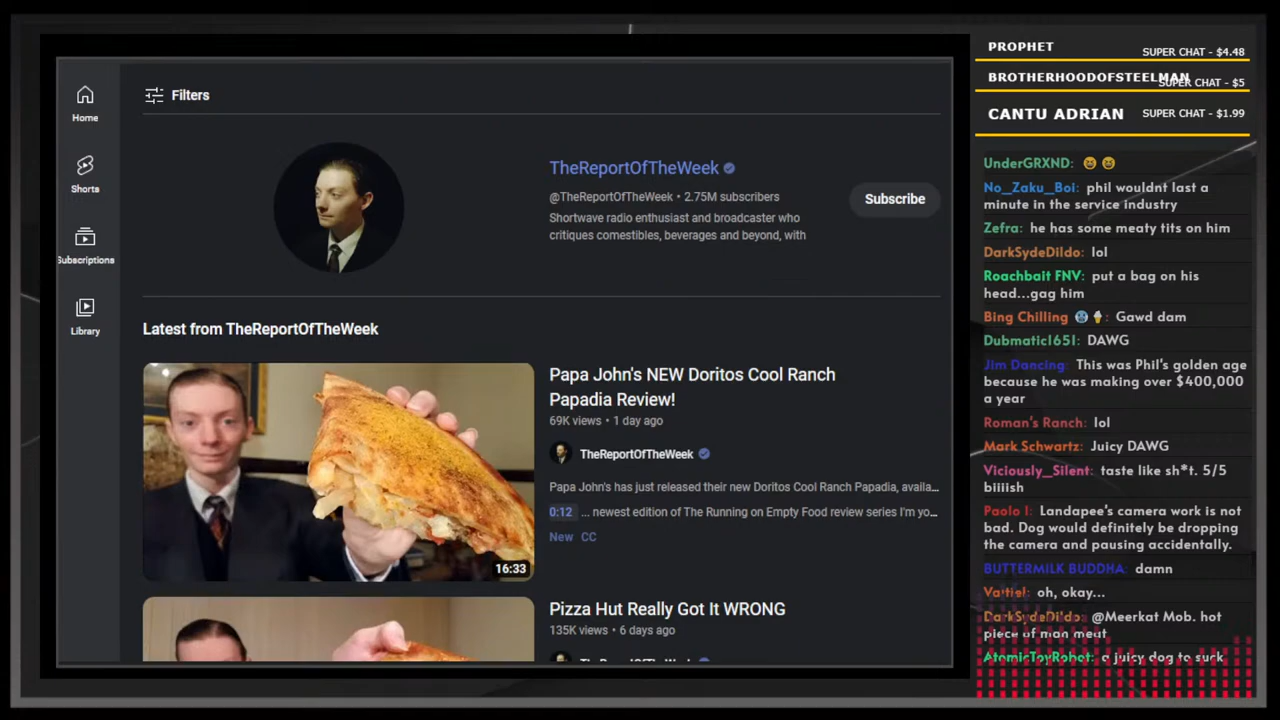 Home
Shorts
Subscriptions
Library
Filters
TheReportOfTheWeek
@TheReportOfTheWeek • 2.75M subscribers
Shortwave radio enthusiast and broadcaster who
critiques comestibles, beverages and beyond, with
Subscribe
Latest from TheReportOfTheWeek
16:33
Papa John's NEW Doritos Cool Ranch
Papadia Review!
69K views • 1 day ago
TheReportOfTheWeek
Papa John's has just released their new Doritos Cool Ranch Papadia, availa...
0:12 ... newest edition of The Running on Empty Food review series I'm yo...
New CC
Pizza Hut Really Got It WRONG
135K views • 6 days ago
TheReportOfTheWeek
PROPHET SUPER CHAT - $4.48
BROTHERHOODOFSTEELMAN SUPER CHAT - $5
CANTU ADRIAN SUPER CHAT - $1.99
UnderGRXND: 😆 😆
No_Zaku_Boi: phil wouldnt last a
minute in the service industry
Zefra: he has some meaty tits on him
DarkSydeDildo: lol
Roachbait FNV: put a bag on his
head...gag him
Bing Chilling 🥶🍦: Gawd dam
Dubmatic1651: DAWG
Jim Dancing: This was Phil's golden age
because he was making over $400,000
a year
Roman's Ranch: lol
Mark Schwartz: Juicy DAWG
Viciously_Silent: taste like sh*t. 5/5
biiiish
Paolo I: Landapee's camera work is not
bad. Dog would definitely be dropping
the camera and pausing accidentally.
BUTTERMILK BUDDHA: damn
Vattiel: oh, okay...
DarkSydeDildo: @Meerkat Mob. hot
piece of man meat
AtomicToyRobot: a juicy dog to suck